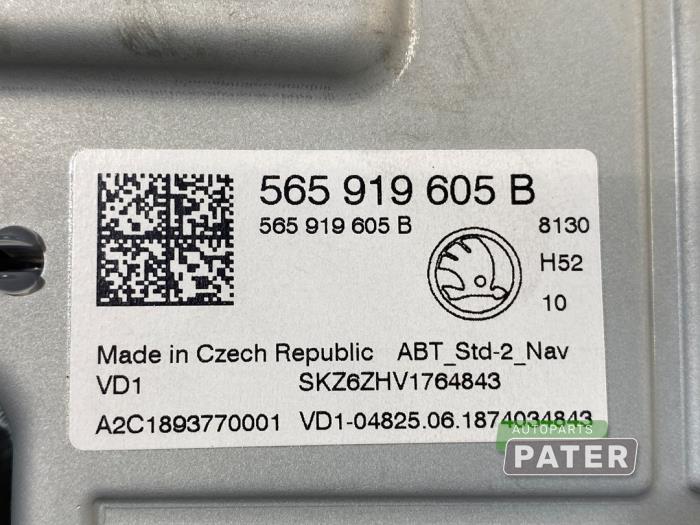 565 919 605 B
565 919 605 B 8130
H52
10
Made in Czech Republic ABT_Std-2_Nav
VD1 SKZ6ZHV1764843
A2C1893770001 VD1-04825.06.1874034843
AUTOPARTS
PATER